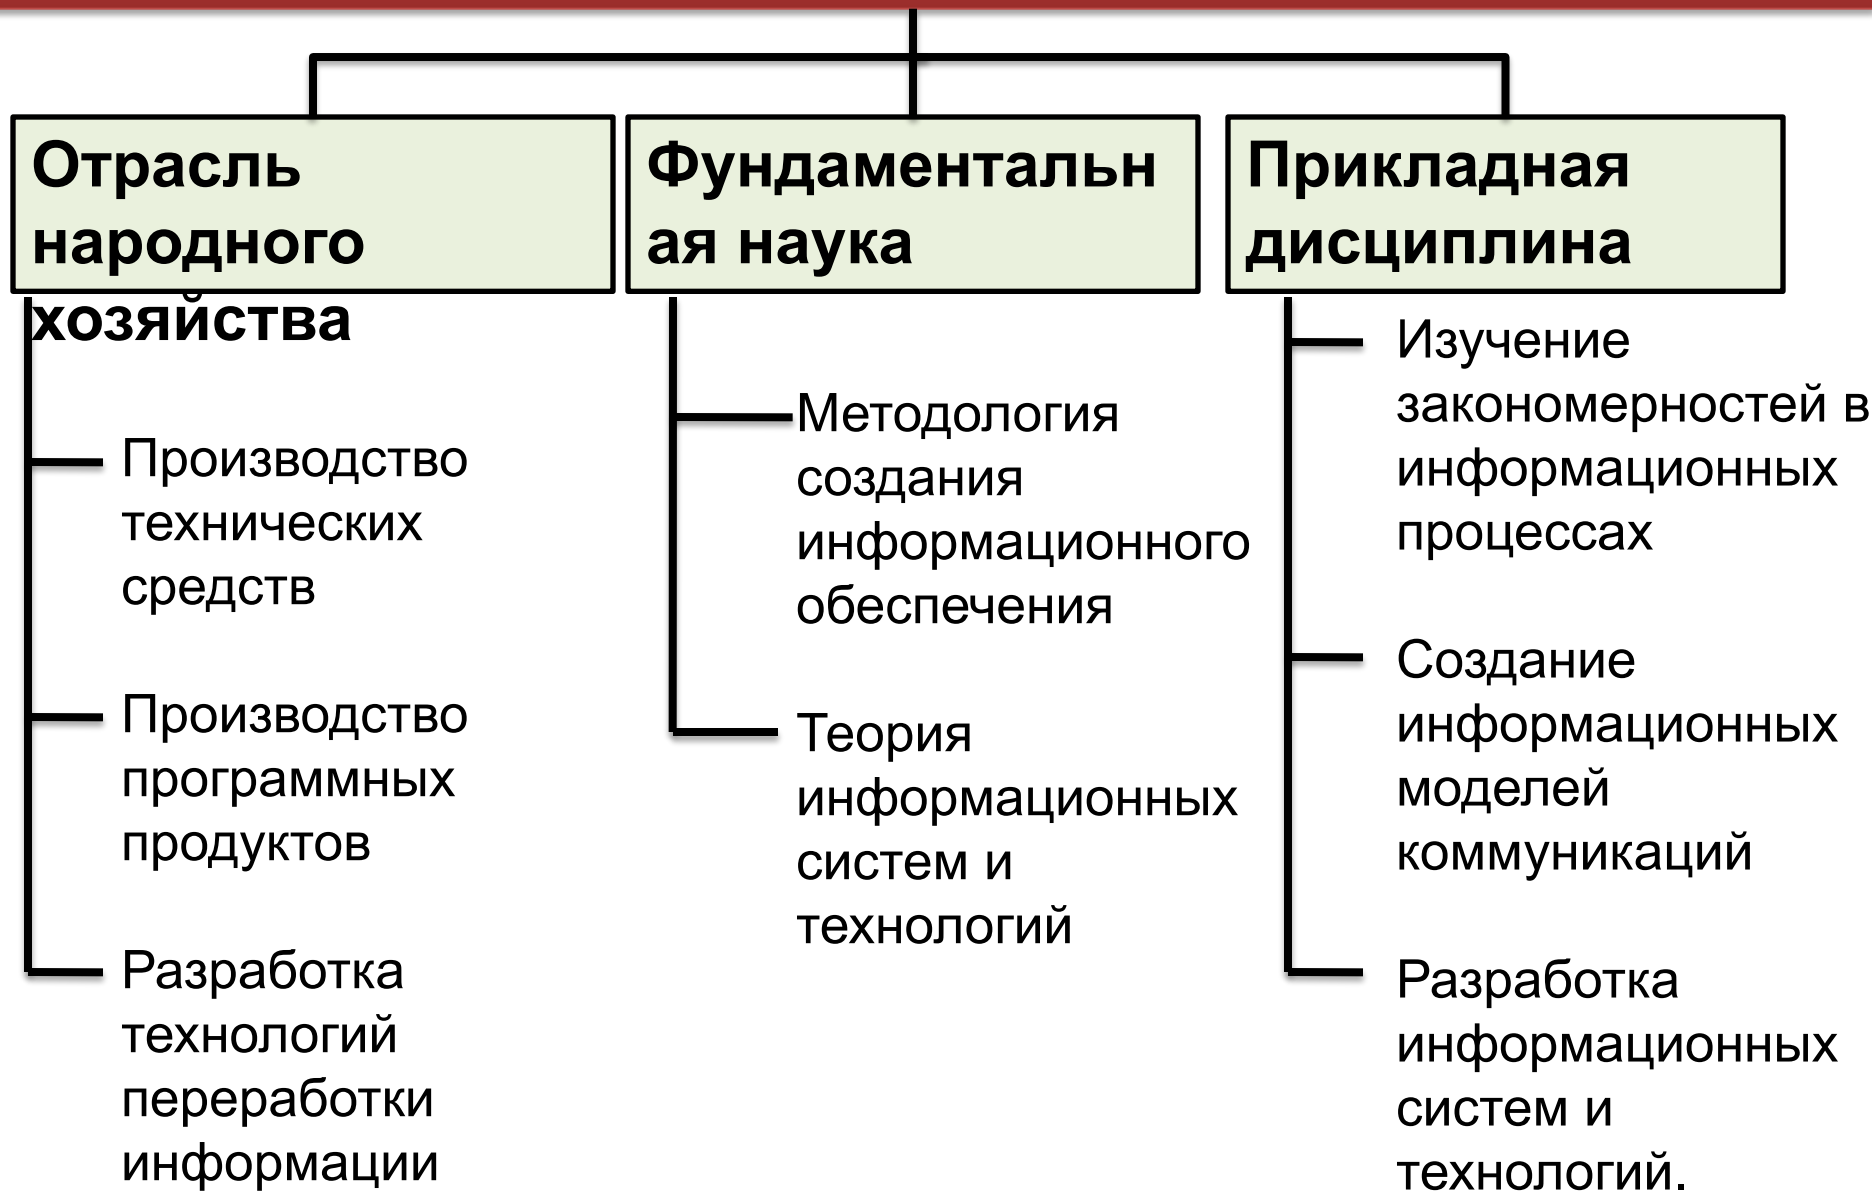 Отрасль
народного
хозяйства
Производство
технических
средств
Производство
программных
продуктов
Разработка
технологий
переработки
информации
Фундаментальн
ая наука
Методология
создания
информационного
обеспечения
Теория
информационных
систем и
технологий
Прикладная
дисциплина
Изучение
закономерностей в
информационных
процессах
Создание
информационных
моделей
коммуникаций
Разработка
информационных
систем и
технологий.